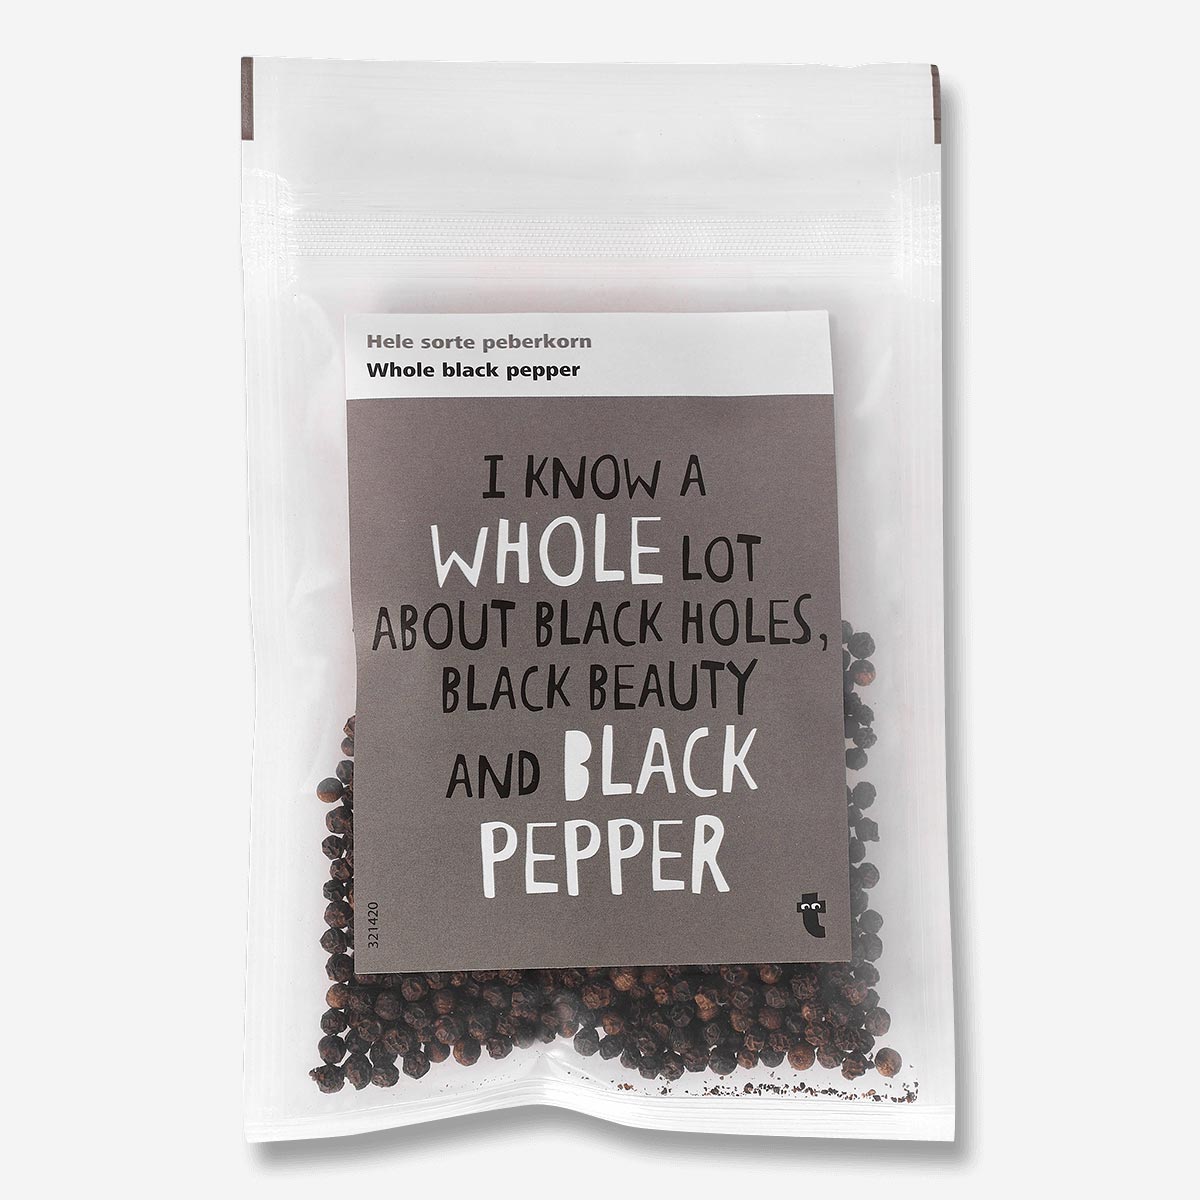 Hele sorte peberkorn
Whole black pepper
I KNOW A
WHOLE LOT
ABOUT BLACK HOLES,
BLACK BEAUTY
AND BLACK
PEPPER
321420
t